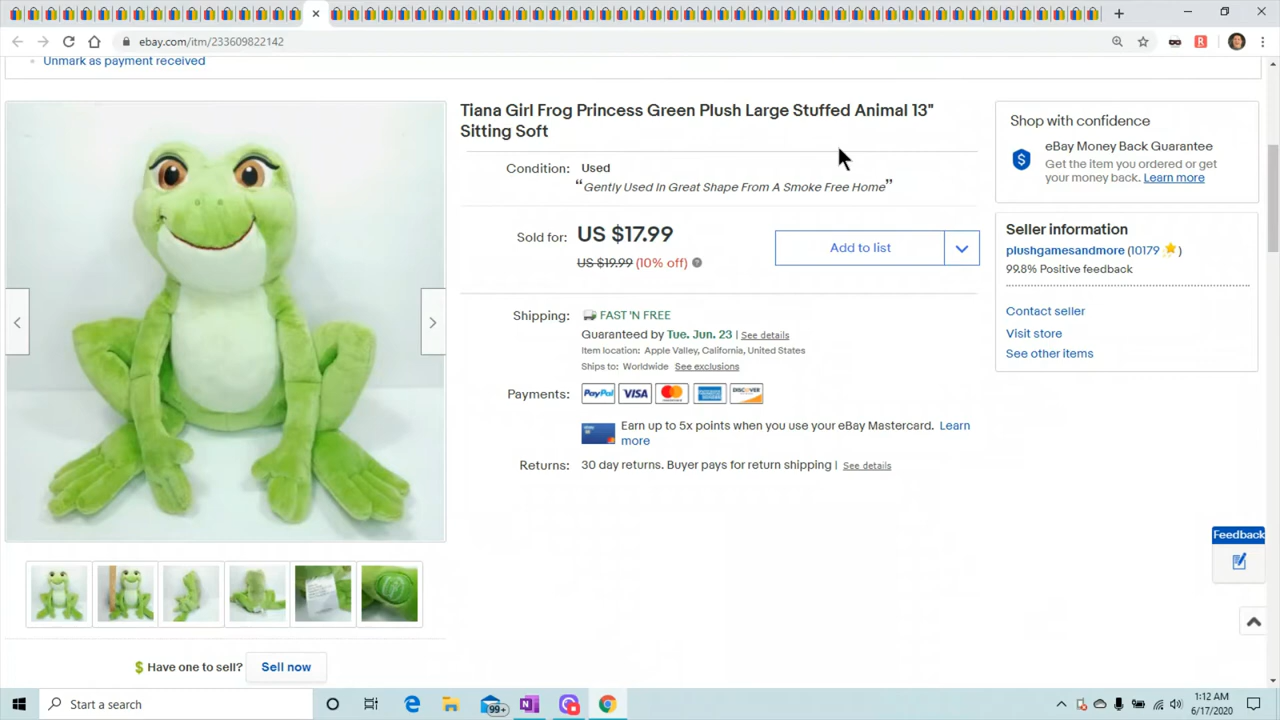 ebay.com/itm/233609822142
R
Unmark as payment received
Tiana Girl Frog Princess Green Plush Large Stuffed Animal 13"
Sitting Soft
Condition: Used
“Gently Used In Great Shape From A Smoke Free Home”
Sold for: US $17.99
US $19.99 (10% off) ?
Add to list
Shipping: FAST 'N FREE
Guaranteed by Tue. Jun. 23 | See details
Item location: Apple Valley, California, United States
Ships to: Worldwide See exclusions
Payments: PayPal VISA MasterCard AMERICAN EXPRESS DISCOVER
Earn up to 5x points when you use your eBay Mastercard. Learn
more
Returns: 30 day returns. Buyer pays for return shipping | See details
Shop with confidence
eBay Money Back Guarantee
Get the item you ordered or get
your money back. Learn more
Seller information
plushgamesandmore (10179 )
99.8% Positive feedback
Contact seller
Visit store
See other items
Feedback
$ Have one to sell? Sell now
Start a search
99+
N
1:12 AM
6/17/2020